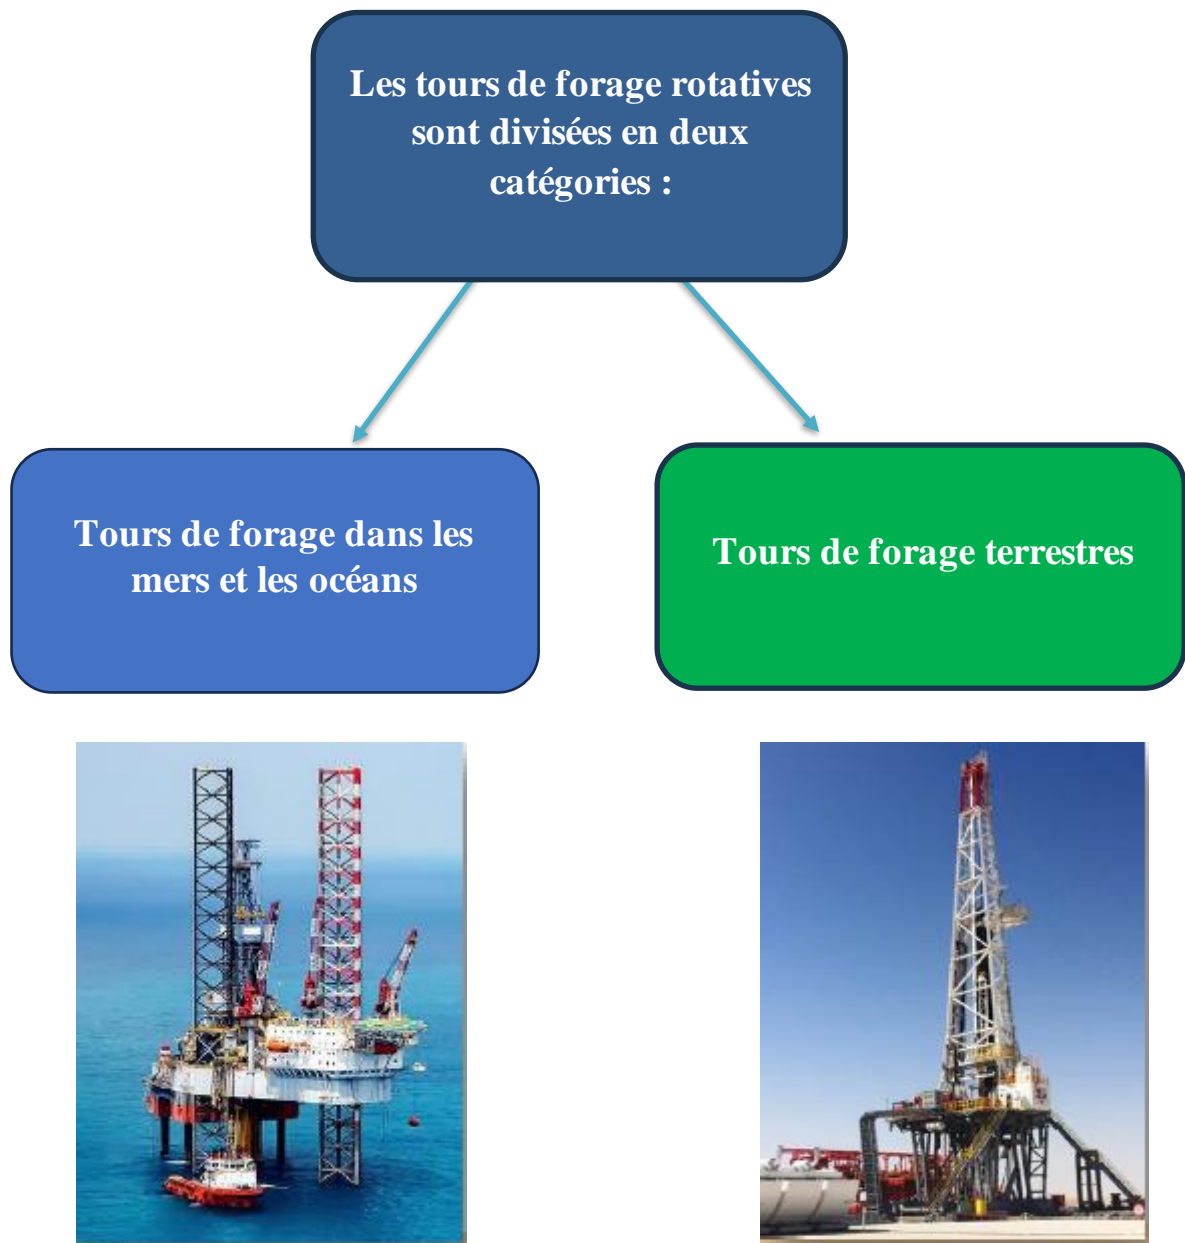 Les tours de forage rotatives
sont divisées en deux
catégories :
Tours de forage dans les
mers et les océans
Tours de forage terrestres